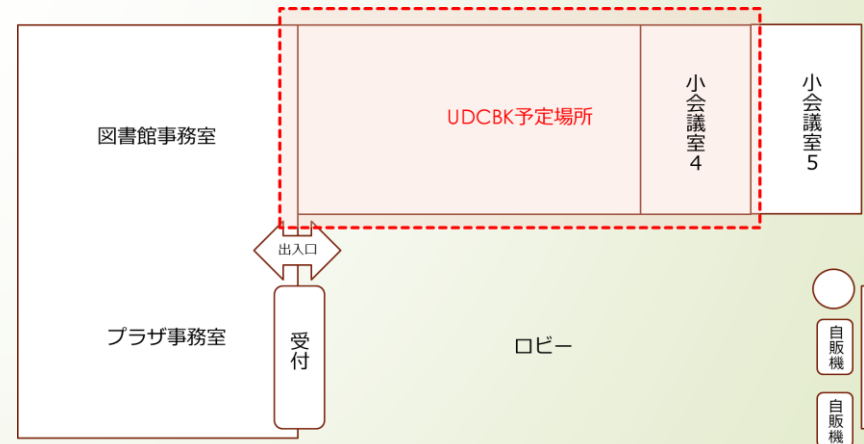 図書館事務室
UDCBK予定場所
小会議室4
小会議室5
出入口
プラザ事務室
受付
ロビー
自販機
自販機